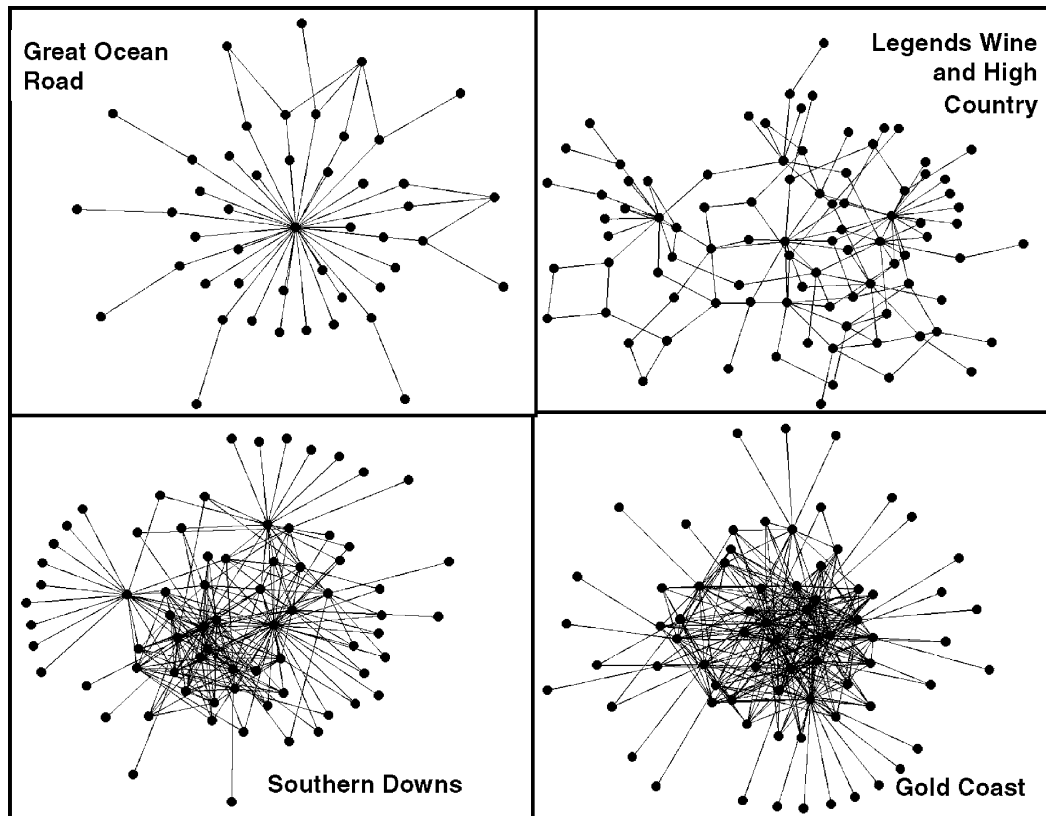 Great Ocean
Road
Legends Wine
and High
Country
Southern Downs
Gold Coast